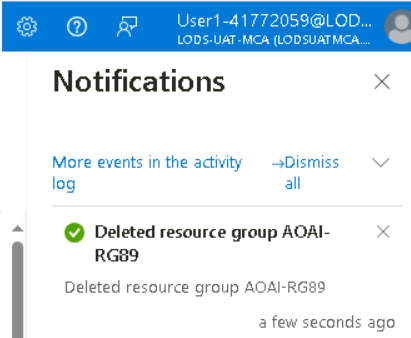 User1-41772059@LOD...
LODS-UAT-MCA (LODSUATMCA....
Notifications
More events in the activity log
→Dismiss all
Deleted resource group AOAI-
RG89
Deleted resource group AOAI-RG89
a few seconds ago